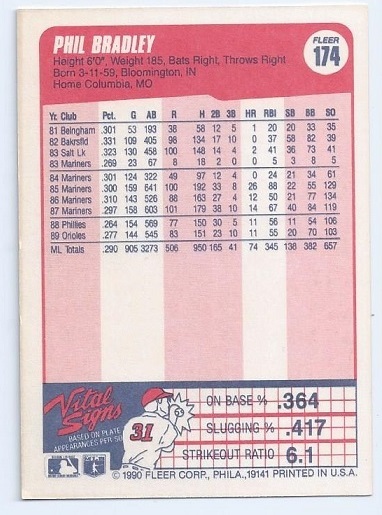 PHIL BRADLEY
FLEER
174
Height 6'0", Weight 185, Bats Right, Throws Right
Born 3-11-59, Bloomington, IN
Home Columbia, MO
Yr. Club Pct. G AB R H 2B 3B HR RBI SB BB SO
81 Belngham .301 53 193 38 58 12 5 1 20 20 33 35
82 Bakrsfld .331 109 405 98 134 17 10 0 37 58 82 39
83 Salt Lk .323 130 458 100 148 14 4 2 41 36 73 41
83 Mariners .269 23 67 8 18 2 0 0 5 3 8 5
84 Mariners .301 124 322 49 97 12 4 0 24 21 34 61
85 Mariners .300 159 641 100 192 33 8 26 88 22 55 129
86 Mariners .310 143 526 88 163 27 4 12 50 21 77 134
87 Mariners .297 158 603 101 179 38 10 14 67 40 84 119
88 Phillies .264 154 569 77 150 30 5 11 56 11 54 106
89 Orioles .277 144 545 83 151 23 10 11 55 20 70 103
ML Totals .290 905 3273 506 950 165 41 74 345 138 382 657
Vital Signs
BASED ON PLATE
APPEARANCES PER SO
31
ON BASE % .364
SLUGGING % .417
STRIKEOUT RATIO 6.1
© 1990 FLEER CORP., PHILA., 19141 PRINTED IN U.S.A.